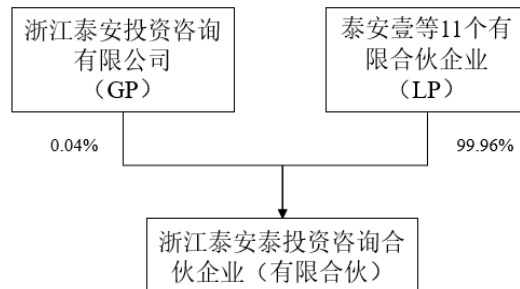 浙江泰安投资咨询
有限公司
（GP）
泰安壹等11个有
限合伙企业
（LP）
0.04%
99.96%
浙江泰安泰投资咨询合
伙企业（有限合伙）